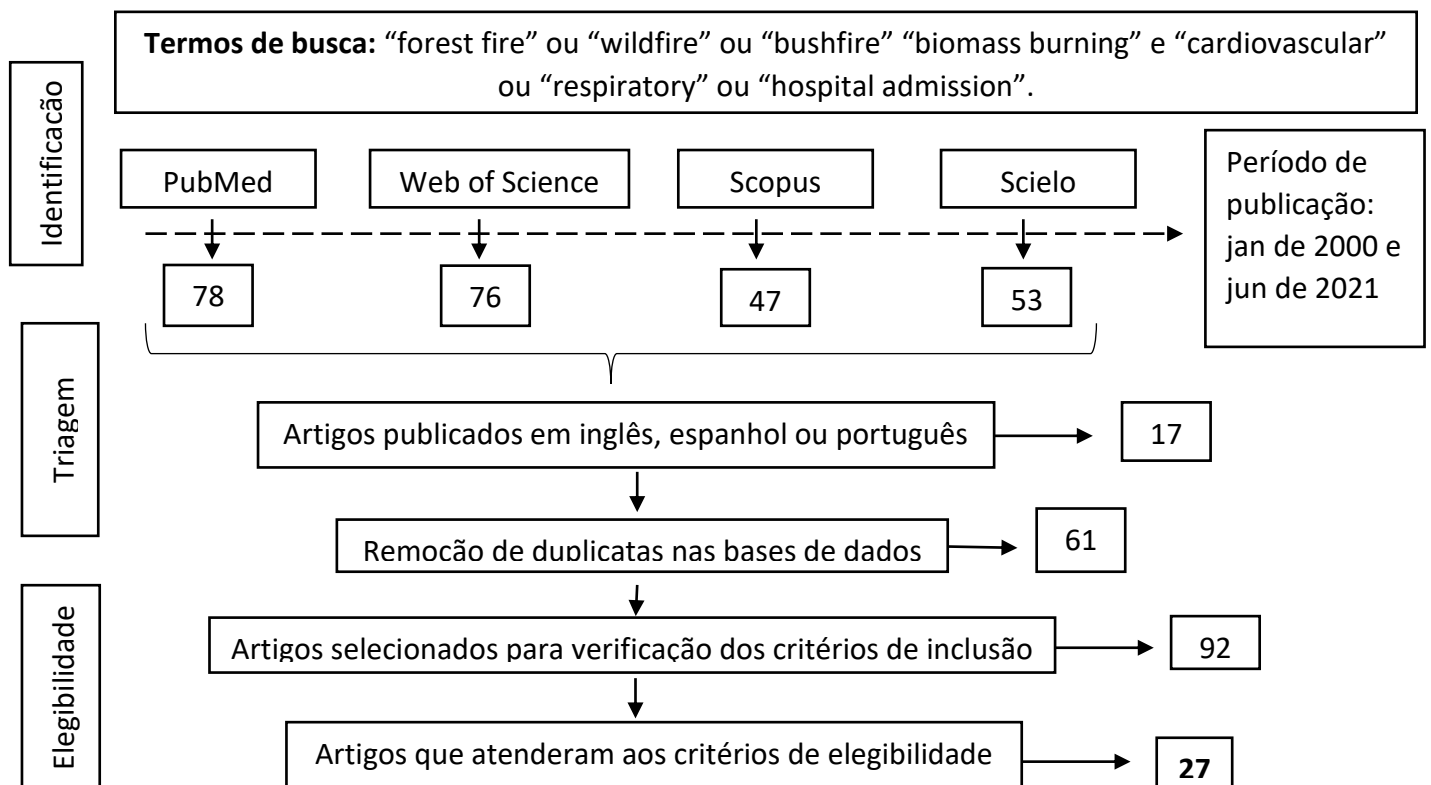 Termos de busca: “forest fire” ou “wildfire” ou “bushfire” “biomass burning” e “cardiovascular”
ou “respiratory” ou “hospital admission”.
Identificação
PubMed
Web of Science
Scopus
Scielo
Período de
publicação:
jan de 2000 e
jun de 2021
78
76
47
53
Triagem
Artigos publicados em inglês, espanhol ou português
17
Remoção de duplicatas nas bases de dados
61
Elegibilidade
Artigos selecionados para verificação dos critérios de inclusão
92
Artigos que atenderam aos critérios de elegibilidade
27